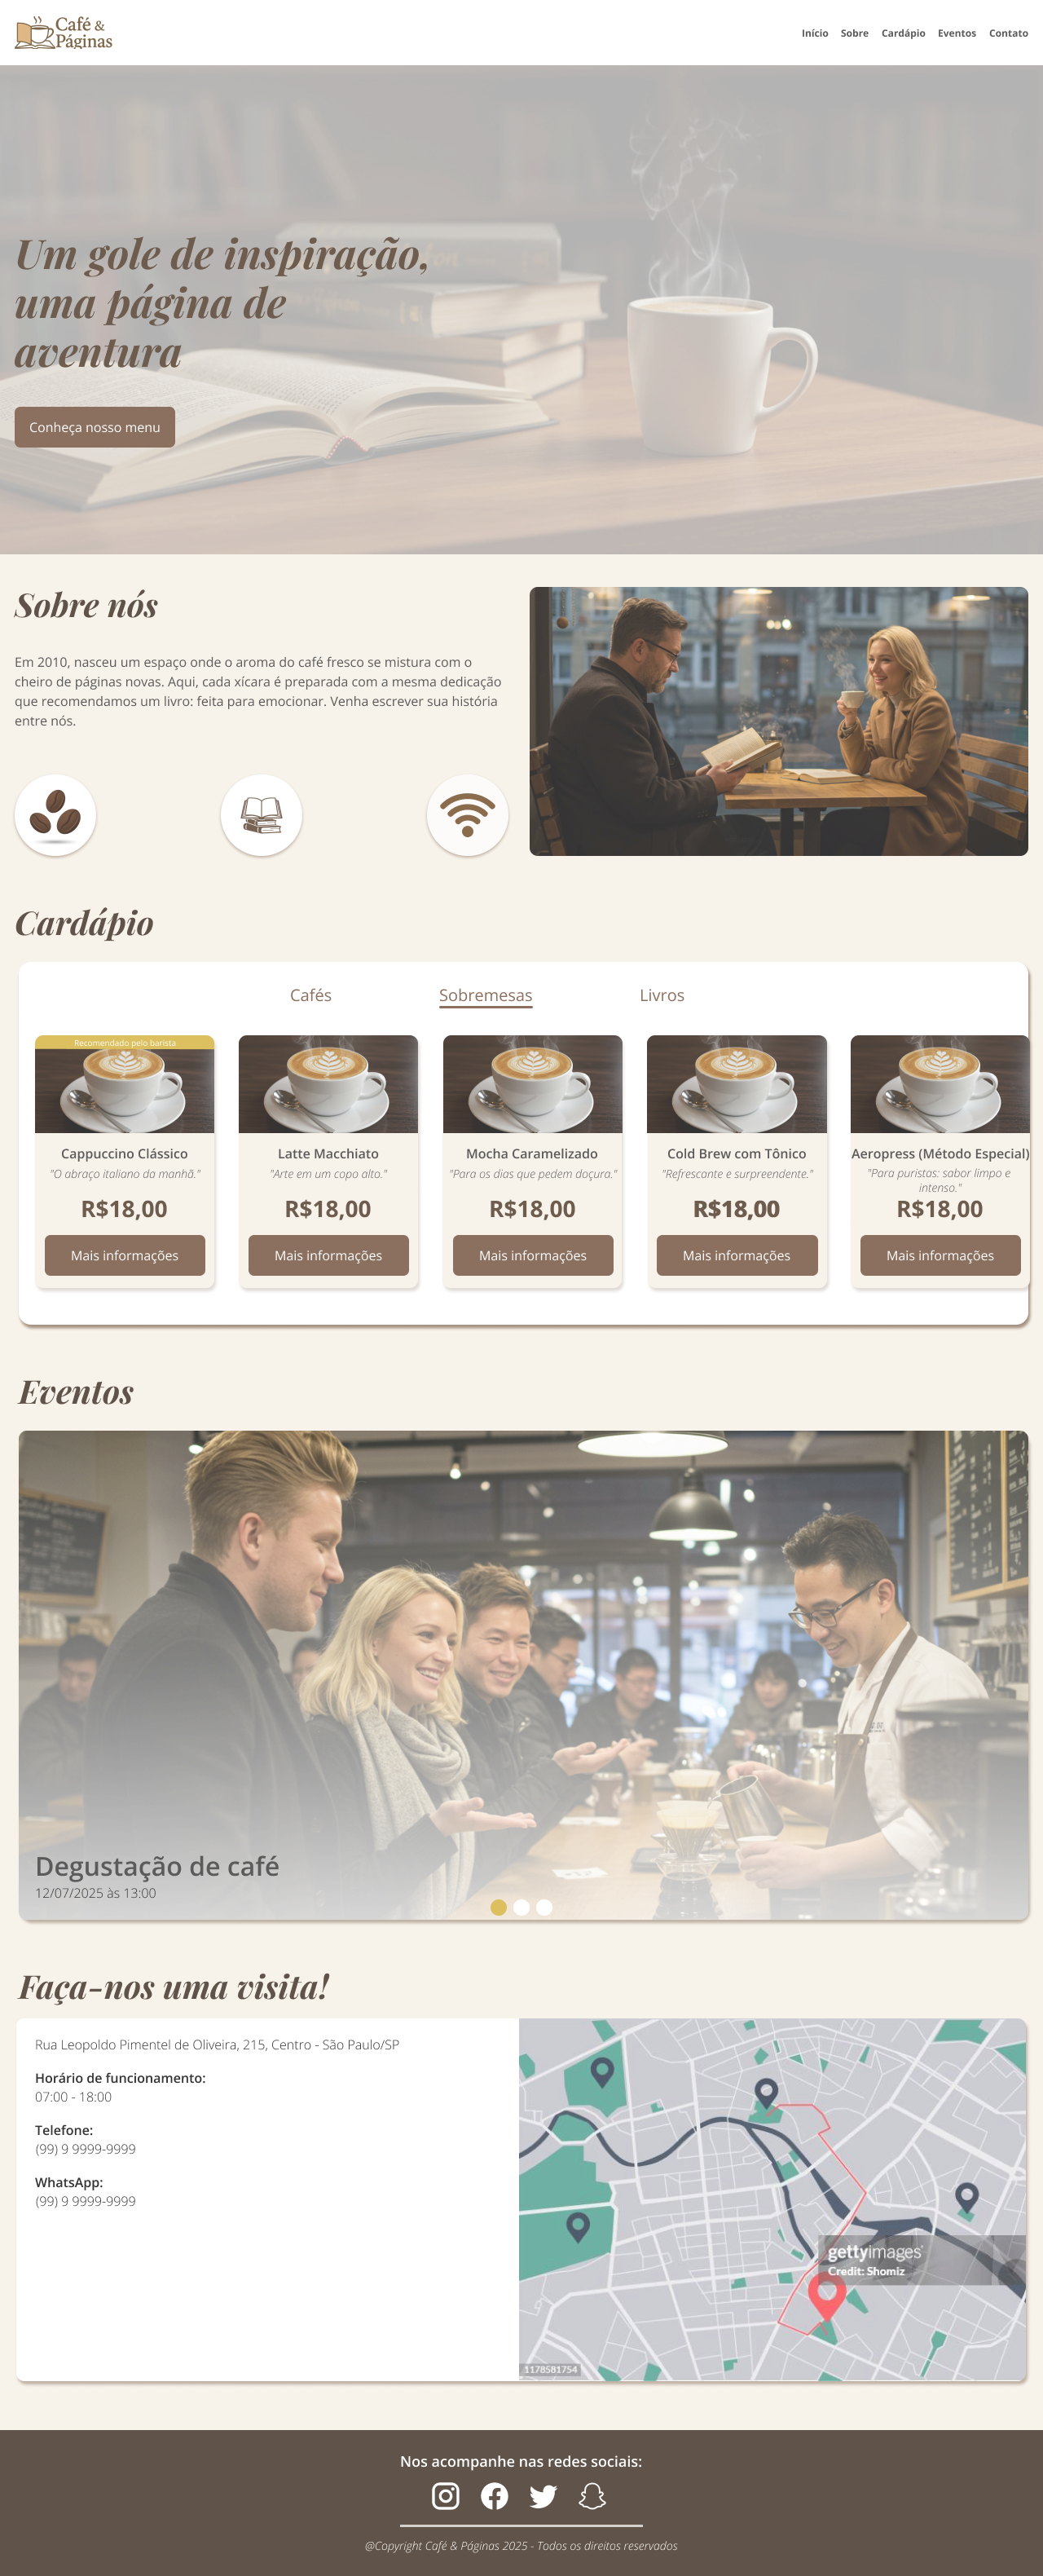 Café &
Páginas
Início Sobre Cardápio Eventos Contato
Um gole de inspiração,
uma página de
aventura
Conheça nosso menu
Sobre nós
Em 2010, nasceu um espaço onde o aroma do café fresco se mistura com o
cheiro de páginas novas. Aqui, cada xícara é preparada com a mesma dedicação
que recomendamos um livro: feita para emocionar. Venha escrever sua história
entre nós.
Cardápio
Cafés Sobremesas Livros
Recomendado pelo barista
Cappuccino Clássico
"O abraço italiano da manhã."
R$18,00
Mais informações
Latte Macchiato
"Arte em um copo alto."
R$18,00
Mais informações
Mocha Caramelizado
"Para os dias que pedem doçura."
R$18,00
Mais informações
Cold Brew com Tônico
"Refrescante e surpreendente."
R$18,00
Mais informações
Aeropress (Método Especial)
"Para puristas: sabor limpo e
intenso."
R$18,00
Mais informações
Eventos
Degustação de café
12/07/2025 às 13:00
Faça-nos uma visita!
Rua Leopoldo Pimentel de Oliveira, 215, Centro - São Paulo/SP
Horário de funcionamento:
07:00 - 18:00
Telefone:
(99) 9 9999-9999
WhatsApp:
(99) 9 9999-9999
gettyimages
Credit: Shomiz
1178581754
Nos acompanhe nas redes sociais:
@Copyright Café & Páginas 2025 - Todos os direitos reservados